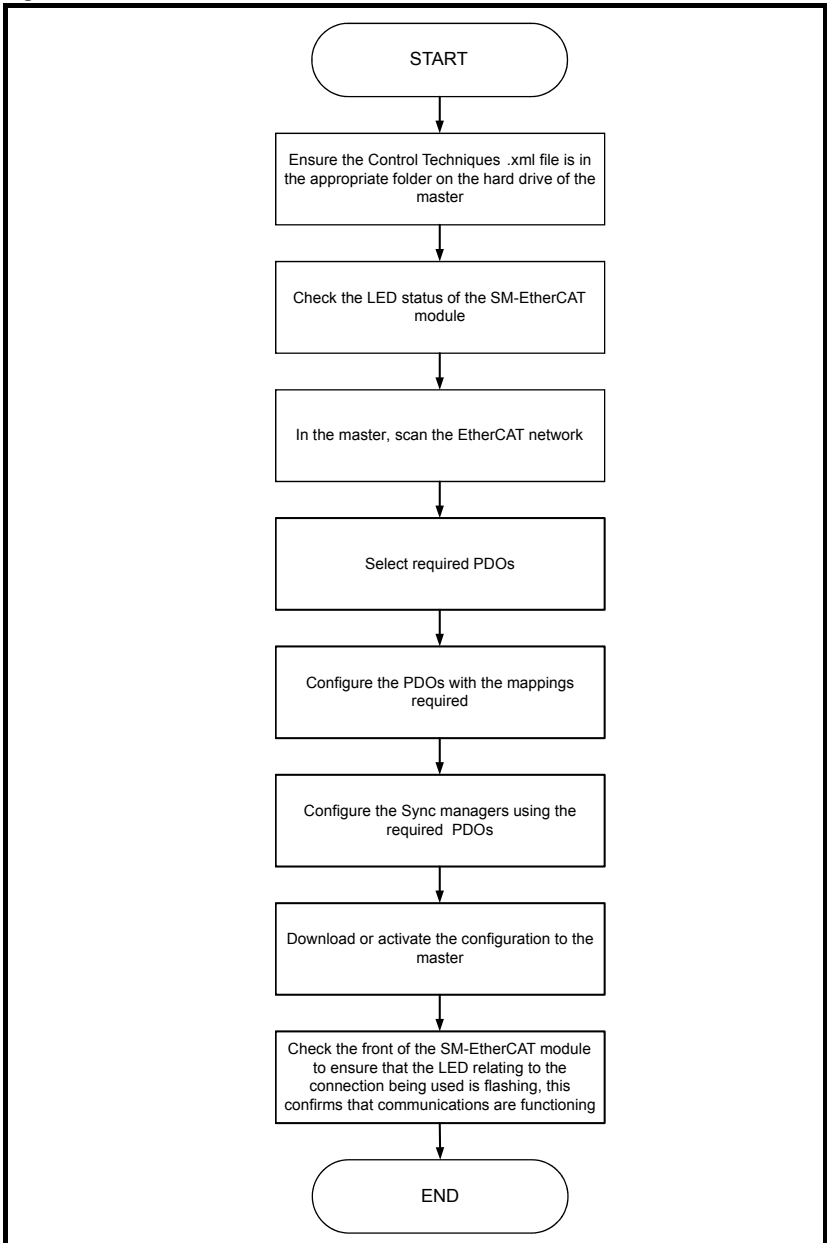 START
Ensure the Control Techniques .xml file is in
the appropriate folder on the hard drive of the
master
Check the LED status of the SM-EtherCAT
module
In the master, scan the EtherCAT network
Select required PDOs
Configure the PDOs with the mappings
required
Configure the Sync managers using the
required PDOs
Download or activate the configuration to the
master
Check the front of the SM-EtherCAT module
to ensure that the LED relating to the
connection being used is flashing, this
confirms that communications are functioning
END